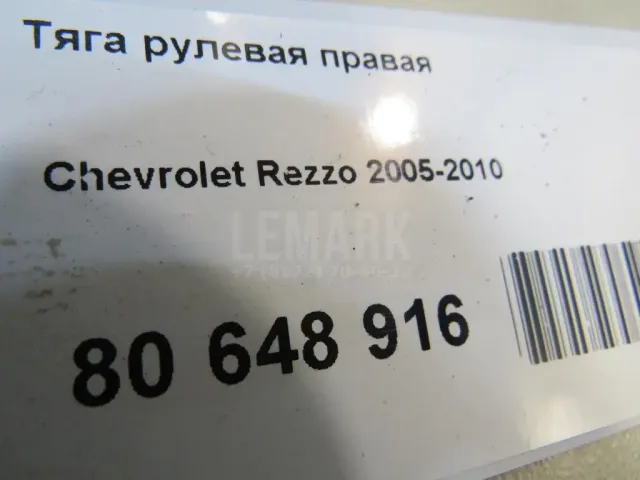 Тяга рулевая правая
Chevrolet Rezzo 2005-2010
LEMARK
80 648 916